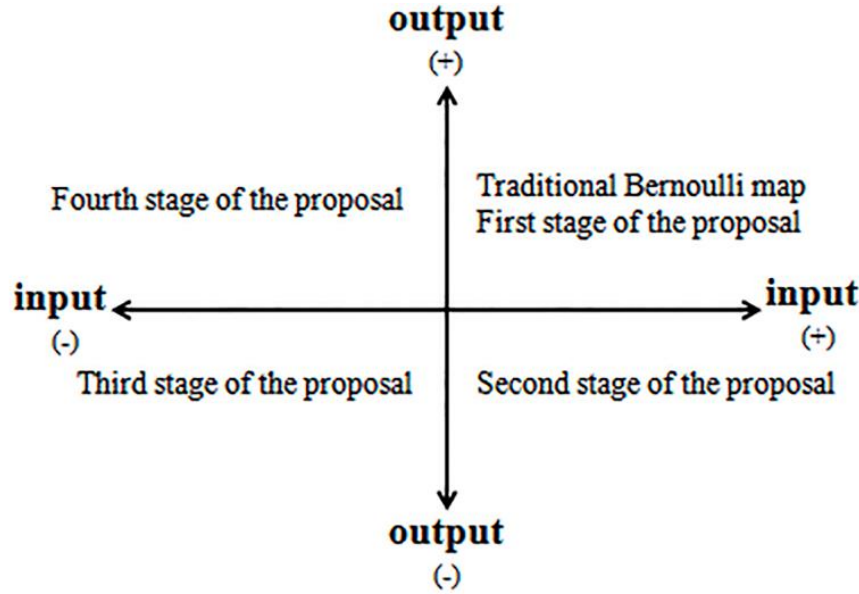 output
(+)
Fourth stage of the proposal
Traditional Bernoulli map
First stage of the proposal
input
(-)
input
(+)
Third stage of the proposal
Second stage of the proposal
output
(-)